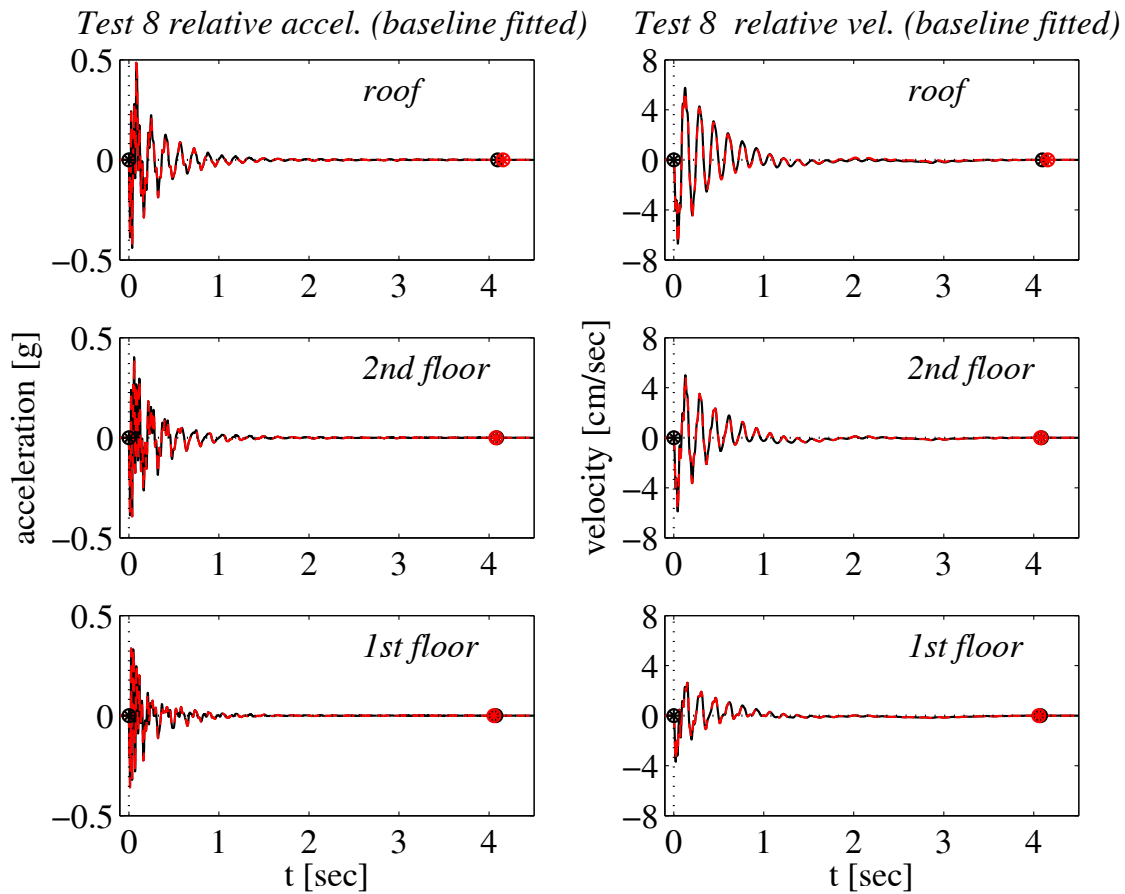 Test 8 relative accel. (baseline fitted)
Test 8 relative vel. (baseline fitted)
0.5
0
−0.5
roof
0 1 2 3 4
8
4
0
−4
−8
roof
0 1 2 3 4
acceleration [g]
0.5
0
−0.5
2nd floor
0 1 2 3 4
velocity [cm/sec]
8
4
0
−4
−8
2nd floor
0 1 2 3 4
0.5
0
−0.5
1st floor
0 1 2 3 4
t [sec]
8
4
0
−4
−8
1st floor
0 1 2 3 4
t [sec]